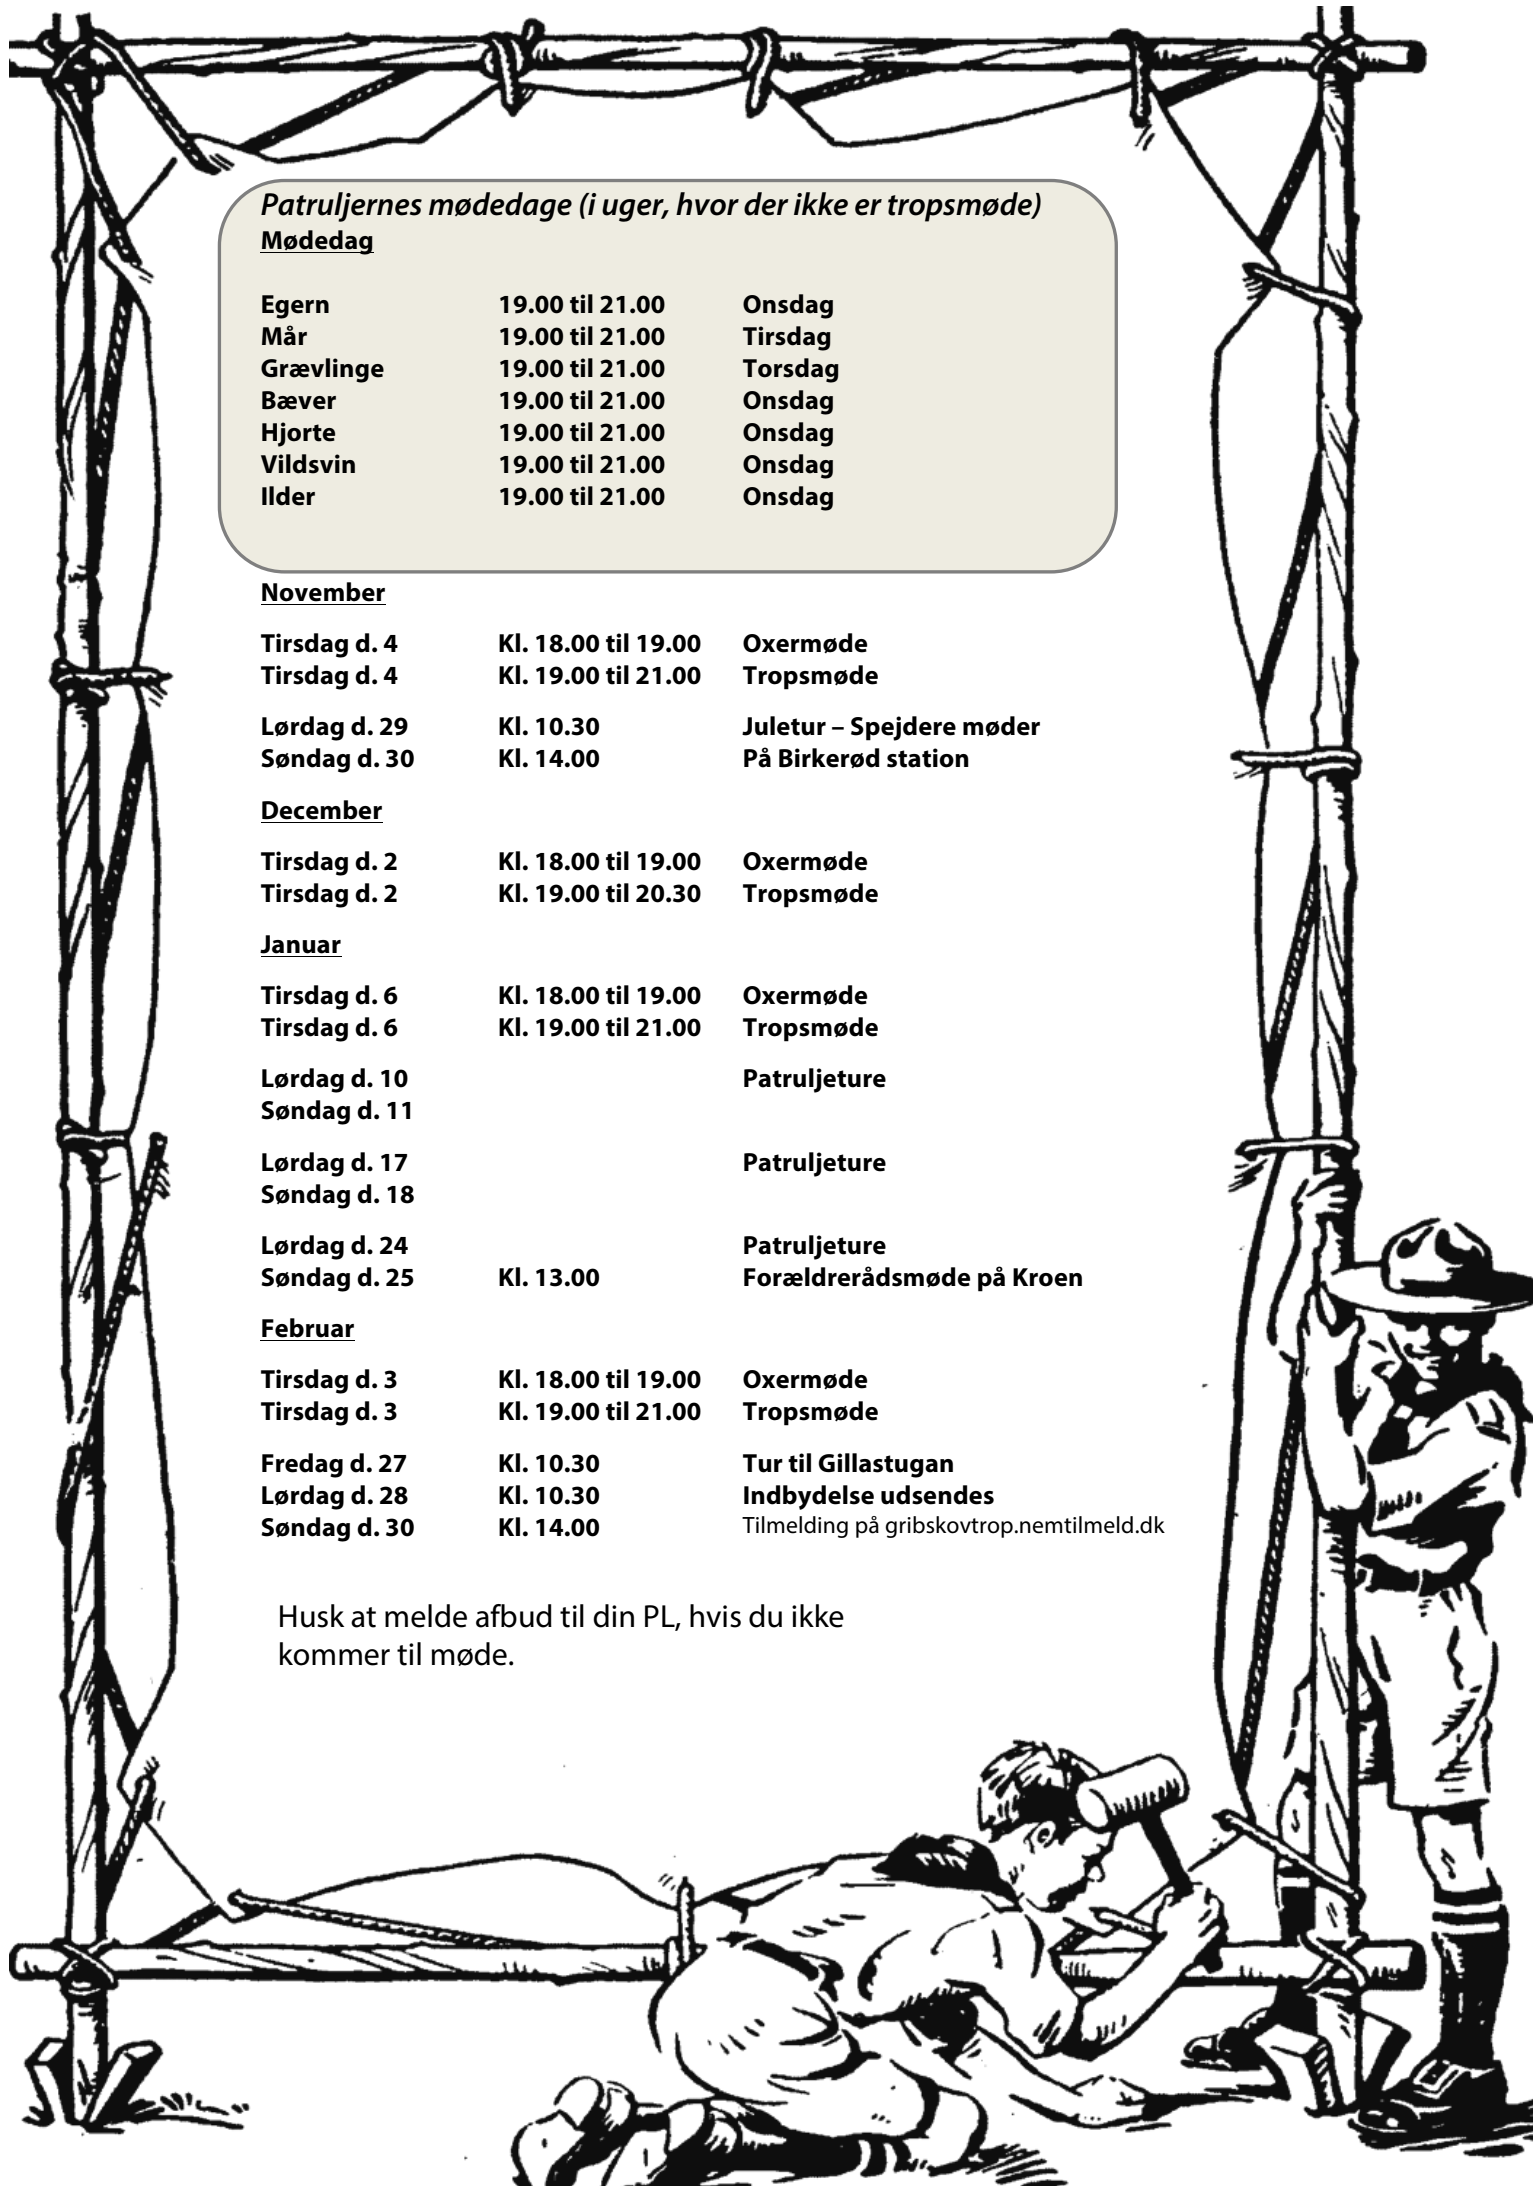 Patruljernes mødedage (i uger, hvor der ikke er tropsmøde)
Mødedag
Egern 19.00 til 21.00 Onsdag
Mår 19.00 til 21.00 Tirsdag
Grævlinge 19.00 til 21.00 Torsdag
Bæver 19.00 til 21.00 Onsdag
Hjorte 19.00 til 21.00 Onsdag
Vildsvin 19.00 til 21.00 Onsdag
Ilder 19.00 til 21.00 Onsdag
November
Tirsdag d. 4 Kl. 18.00 til 19.00 Oxermøde
Tirsdag d. 4 Kl. 19.00 til 21.00 Tropsmøde
Lørdag d. 29 Kl. 10.30 Juletur – Spejdere møder
Søndag d. 30 Kl. 14.00 På Birkerød station
December
Tirsdag d. 2 Kl. 18.00 til 19.00 Oxermøde
Tirsdag d. 2 Kl. 19.00 til 20.30 Tropsmøde
Januar
Tirsdag d. 6 Kl. 18.00 til 19.00 Oxermøde
Tirsdag d. 6 Kl. 19.00 til 21.00 Tropsmøde
Lørdag d. 10 Patruljeture
Søndag d. 11
Lørdag d. 17 Patruljeture
Søndag d. 18
Lørdag d. 24 Patruljeture
Søndag d. 25 Kl. 13.00 Forældrerådsmøde på Kroen
Februar
Tirsdag d. 3 Kl. 18.00 til 19.00 Oxermøde
Tirsdag d. 3 Kl. 19.00 til 21.00 Tropsmøde
Fredag d. 27 Kl. 10.30 Tur til Gillastugan
Lørdag d. 28 Kl. 10.30 Indbydelse udsendes
Søndag d. 30 Kl. 14.00 Tilmelding på gribskovtrop.nemtilmeld.dk
Husk at melde afbud til din PL, hvis du ikke
kommer til møde.